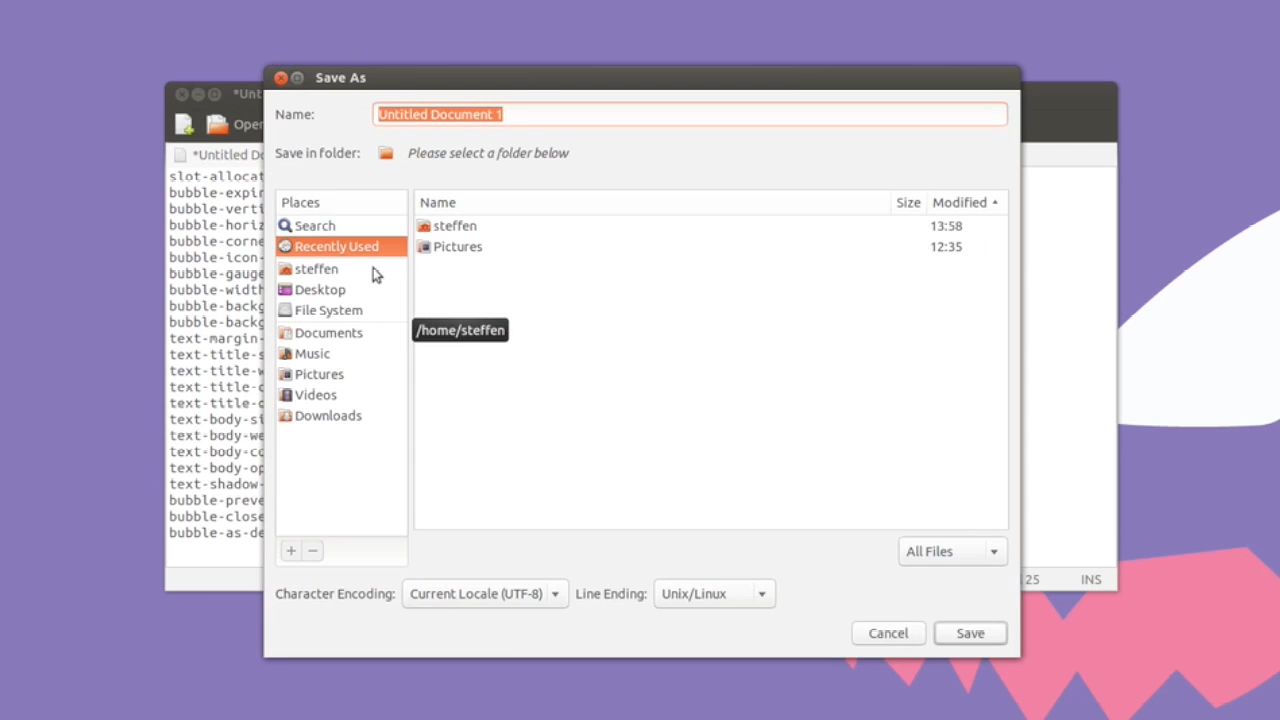 Save As
*Unt
Open
Name: Untitled Document 1
Save in folder: Please select a folder below
*Untitled Do
slot-allocat
bubble-expir
bubble-verti
bubble-horiz
bubble-corne
bubble-icon-
bubble-gauge
bubble-width
bubble-backg
bubble-backg
text-margin-
text-title-s
text-title-w
text-title-c
text-title-o
text-body-si
text-body-we
text-body-co
text-body-op
text-shadow-
bubble-preve
bubble-close
bubble-as-de
Places
Search
Recently Used
steffen
Desktop
File System
Documents
Music
Pictures
Videos
Downloads
+ −
Name Size Modified
steffen 13:58
Pictures 12:35
/home/steffen
All Files
Character Encoding: Current Locale (UTF-8) Line Ending: Unix/Linux
Cancel Save
25 INS